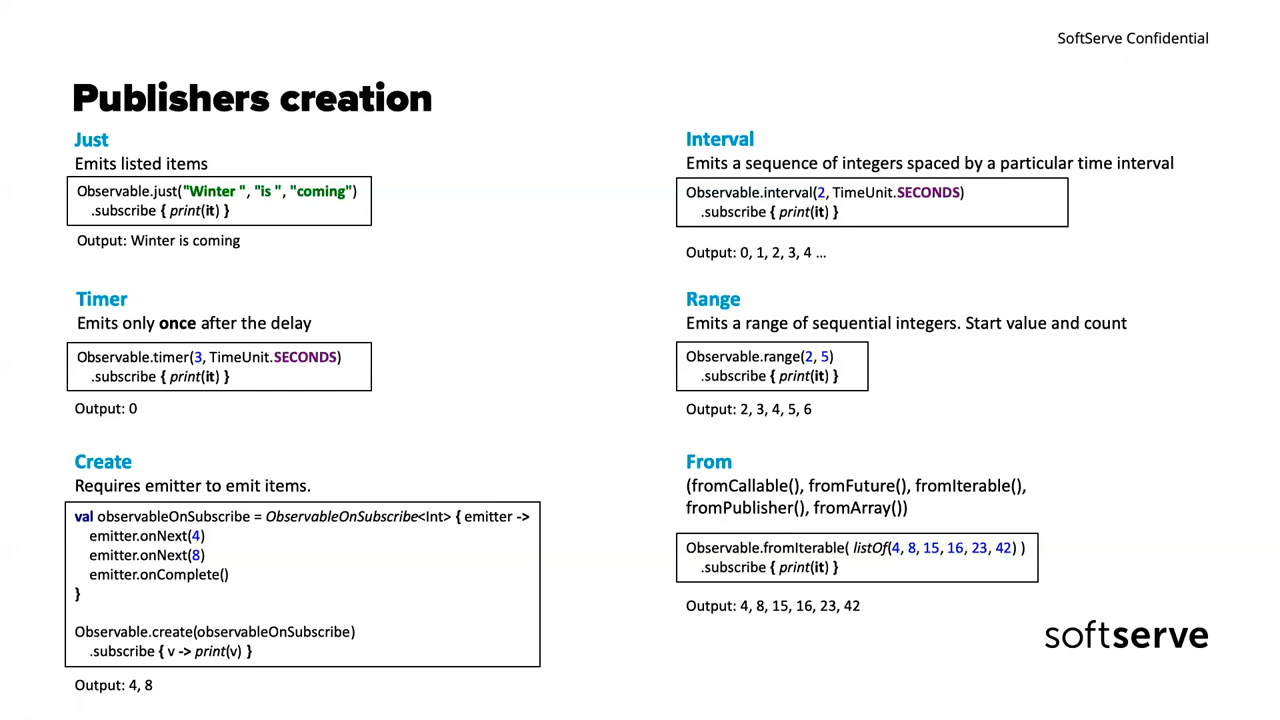 SoftServe Confidential
Publishers creation
Just
Emits listed items
Observable.just("Winter ", "is ", "coming")
.subscribe { print(it) }
Output: Winter is coming
Timer
Emits only once after the delay
Observable.timer(3, TimeUnit.SECONDS)
.subscribe { print(it) }
Output: 0
Create
Requires emitter to emit items.
val observableOnSubscribe = ObservableOnSubscribe<Int> { emitter ->
emitter.onNext(4)
emitter.onNext(8)
emitter.onComplete()
}
Observable.create(observableOnSubscribe)
.subscribe { v -> print(v) }
Output: 4, 8
Interval
Emits a sequence of integers spaced by a particular time interval
Observable.interval(2, TimeUnit.SECONDS)
.subscribe { print(it) }
Output: 0, 1, 2, 3, 4 ...
Range
Emits a range of sequential integers. Start value and count
Observable.range(2, 5)
.subscribe { print(it) }
Output: 2, 3, 4, 5, 6
From
(fromCallable(), fromFuture(), fromIterable(),
fromPublisher(), fromArray())
Observable.fromIterable( listOf(4, 8, 15, 16, 23, 42) )
.subscribe { print(it) }
Output: 4, 8, 15, 16, 23, 42
softserve